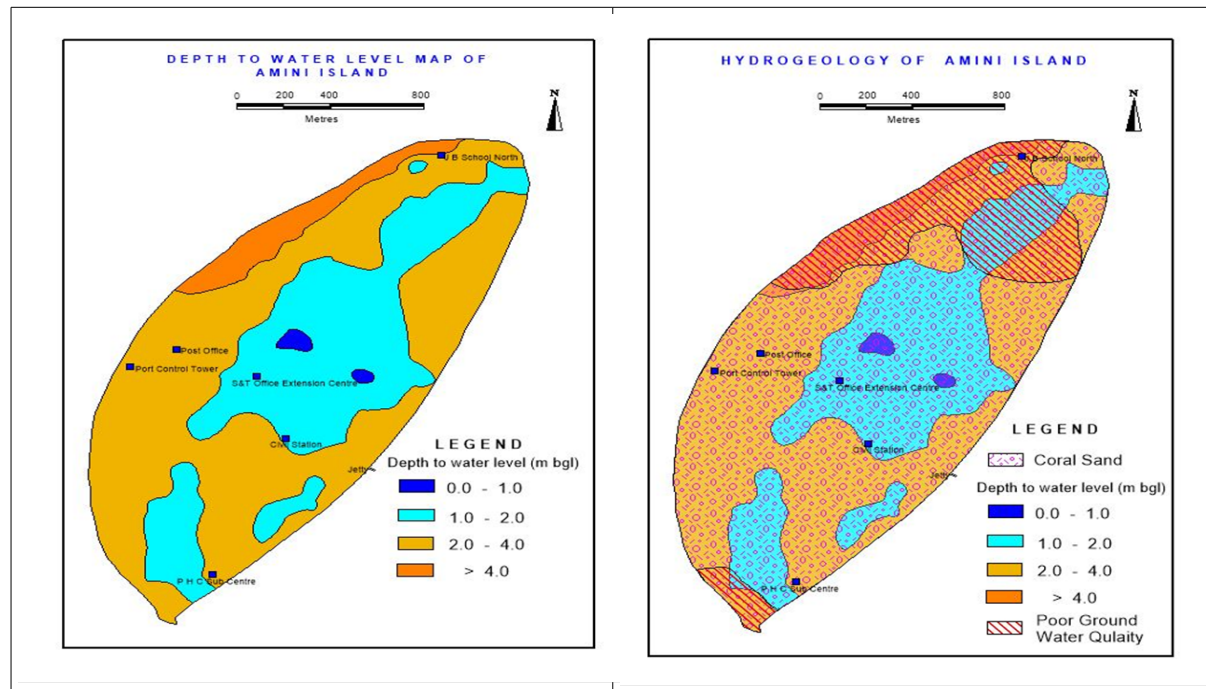 DEPTH TO WATER LEVEL MAP OF
AMINI ISLAND
0 200 400 800
Metres
N
J B School North
Post Office
Port Control Tower
S&T Office Extension Centre
Civil Station
Jeth
P H C Sub Centre
LEGEND
Depth to water level (m bgl)
0.0 - 1.0
1.0 - 2.0
2.0 - 4.0
> 4.0
HYDROGEOLOGY OF AMINI ISLAND
0 200 400 800
Metres
N
J B School North
Post Office
Port Control Tower
S&T Office Extension Centre
Civil Station
Jeth
P H C Sub Centre
LEGEND
Coral Sand
Depth to water level (m bgl)
0.0 - 1.0
1.0 - 2.0
2.0 - 4.0
> 4.0
Poor Ground
Water Qulaity